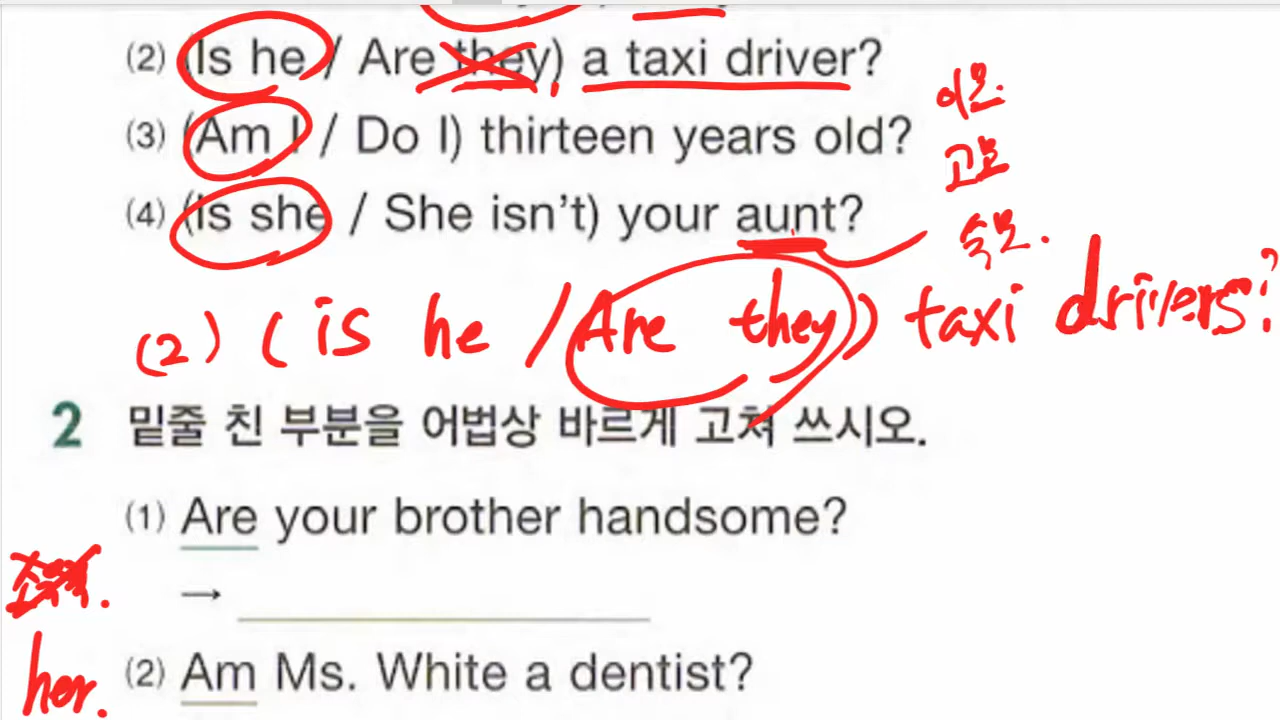 (2) (Is he / Are they) a taxi driver?
이모.
(3) (Am I / Do I) thirteen years old?
고모
(4) (Is she / She isn't) your aunt?
숙모.
(2) (is he / Are they) taxi drivers?
2 밑줄 친 부분을 어법상 바르게 고쳐 쓰시오.
(1) Are your brother handsome?
→
her.
(2) Am Ms. White a dentist?